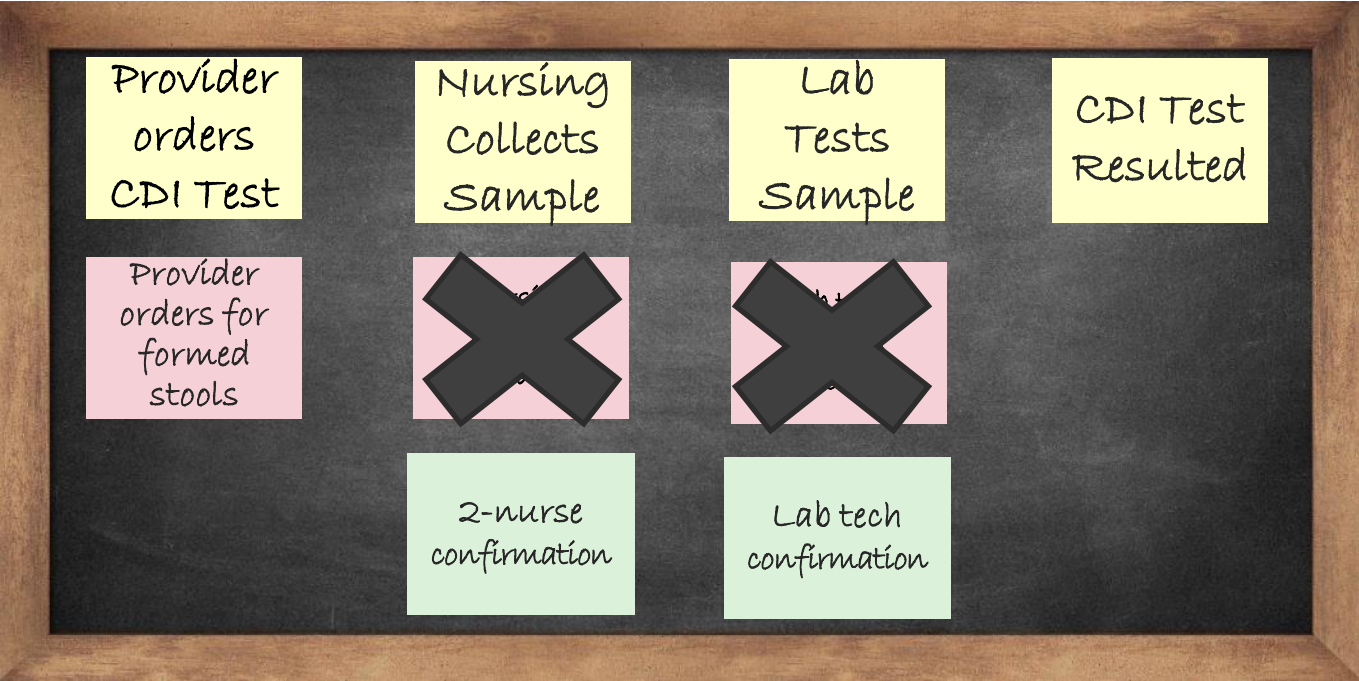 Provider
orders
CDI Test
Nursing
Collects
Sample
Lab
Tests
Sample
CDI Test
Resulted
Provider
orders for
formed
stools
2-nurse
confirmation
Lab tech
confirmation